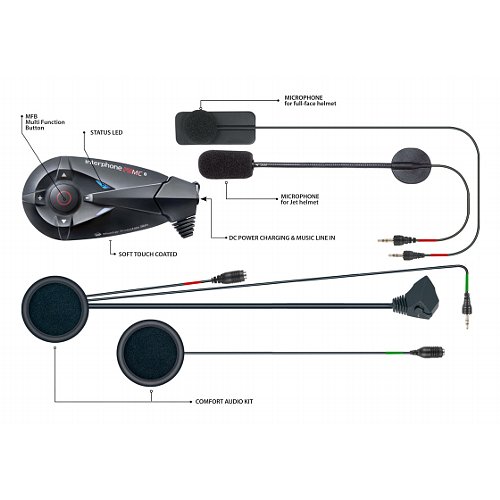 MICROPHONE
for full-face helmet
MFB
Multi Function
Button
STATUS LED
interphone F5MC
MICROPHONE
for Jet helmet
DC POWER CHARGING & MUSIC LINE IN
SOFT TOUCH COATED
COMFORT AUDIO KIT